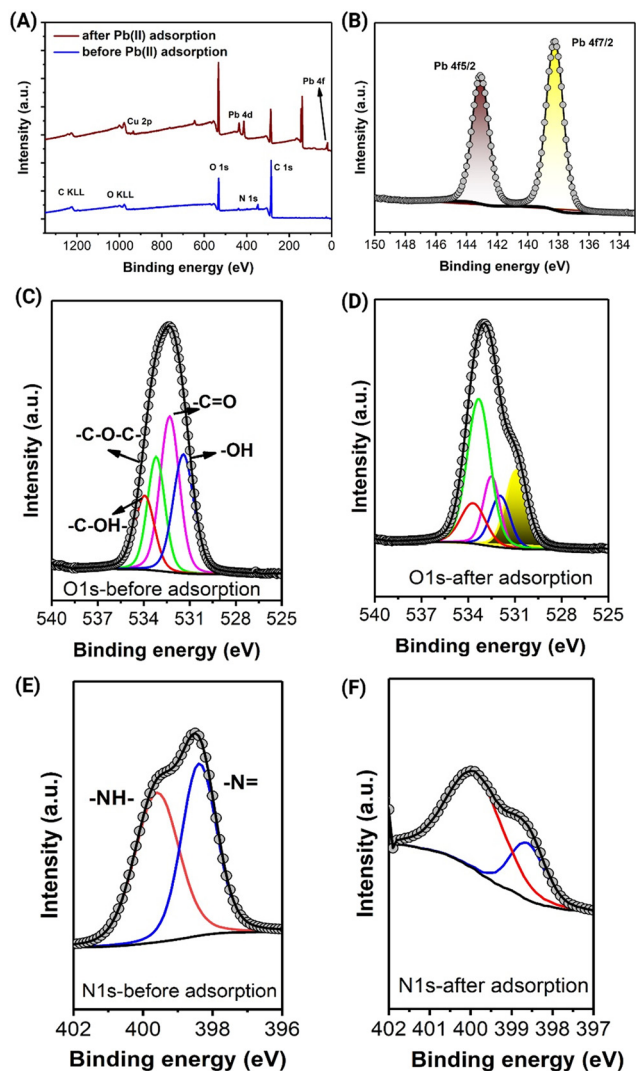 (A)
after Pb(II) adsorption
before Pb(II) adsorption
Pb 4f
Cu 2p
Pb 4d
O 1s
C 1s
C KLL
O KLL
N 1s
Intensity (a.u.)
1200 1000 800 600 400 200 0
Binding energy (eV)
(B)
Pb 4f7/2
Pb 4f5/2
Intensity (a.u.)
150 148 146 144 142 140 138 136 134
Binding energy (eV)
(C)
-C=O
-C-O-C-
-OH
-C-OH-
Intensity (a.u.)
O1s-before adsorption
540 537 534 531 528 525
Binding energy (eV)
(D)
Intensity (a.u.)
O1s-after adsorption
540 537 534 531 528 525
Binding energy (eV)
(E)
-NH-
-N=
Intensity (a.u.)
N1s-before adsorption
402 400 398 396
Binding energy (eV)
(F)
Intensity (a.u.)
N1s-after adsorption
402 401 400 399 398 397
Binding energy (eV)